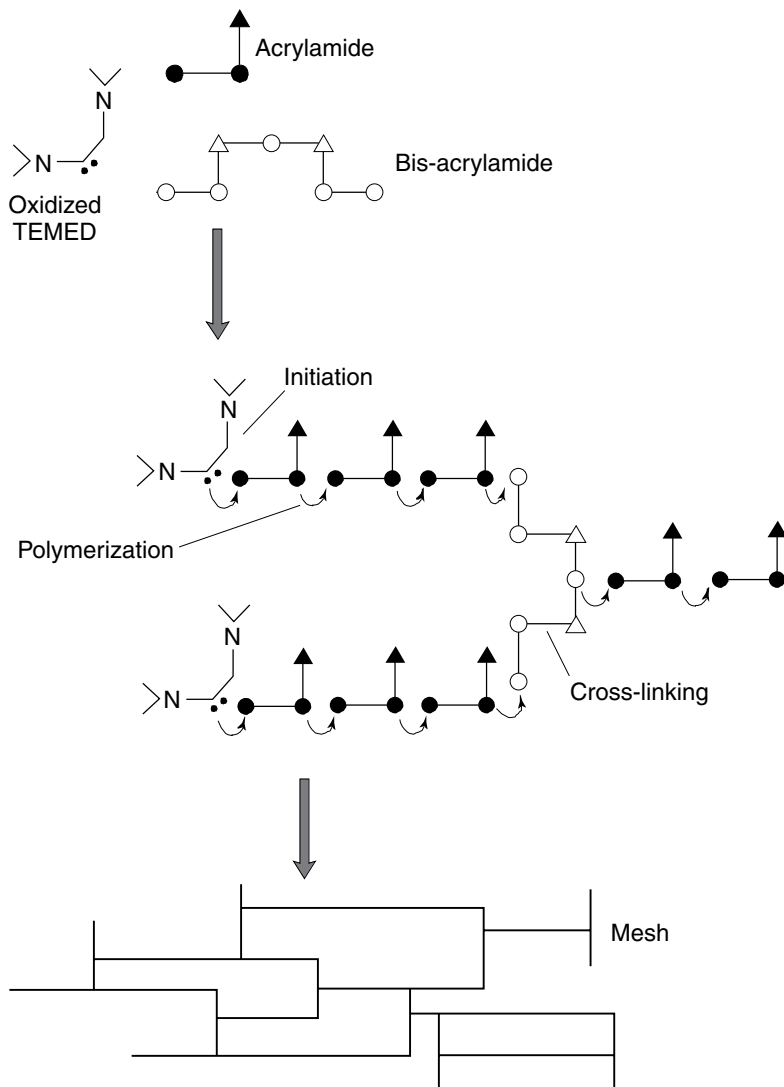 Acrylamide
N
N
Bis-acrylamide
Oxidized
TEMED
Initiation
N
N
Polymerization
N
N
Cross-linking
Mesh